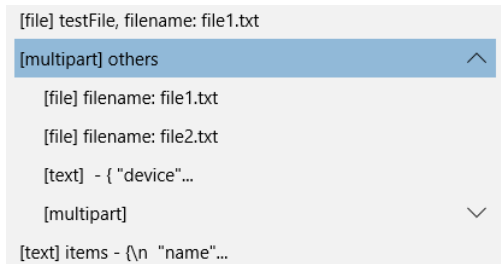 [file] testFile, filename: file1.txt
[multipart] others
[file] filename: file1.txt
[file] filename: file2.txt
[text]  - { "device"...
[multipart]
[text] items - {\n  "name"...